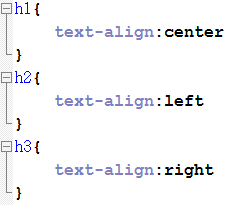 h1{
text-align:center
}
h2{
text-align:left
}
h3{
text-align:right
}